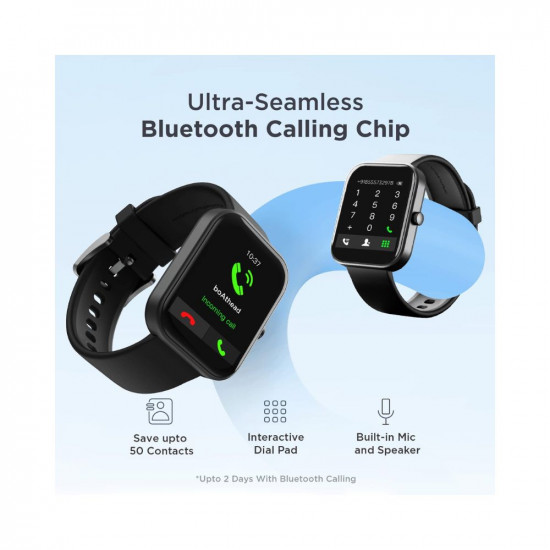 Ultra-Seamless
Bluetooth Calling Chip
1 2 3
4 5 6
7 8 9
* 0
10:37
boAthead
Incoming call
Save upto
50 Contacts
Interactive
Dial Pad
Built-in Mic
and Speaker
*Upto 2 Days With Bluetooth Calling